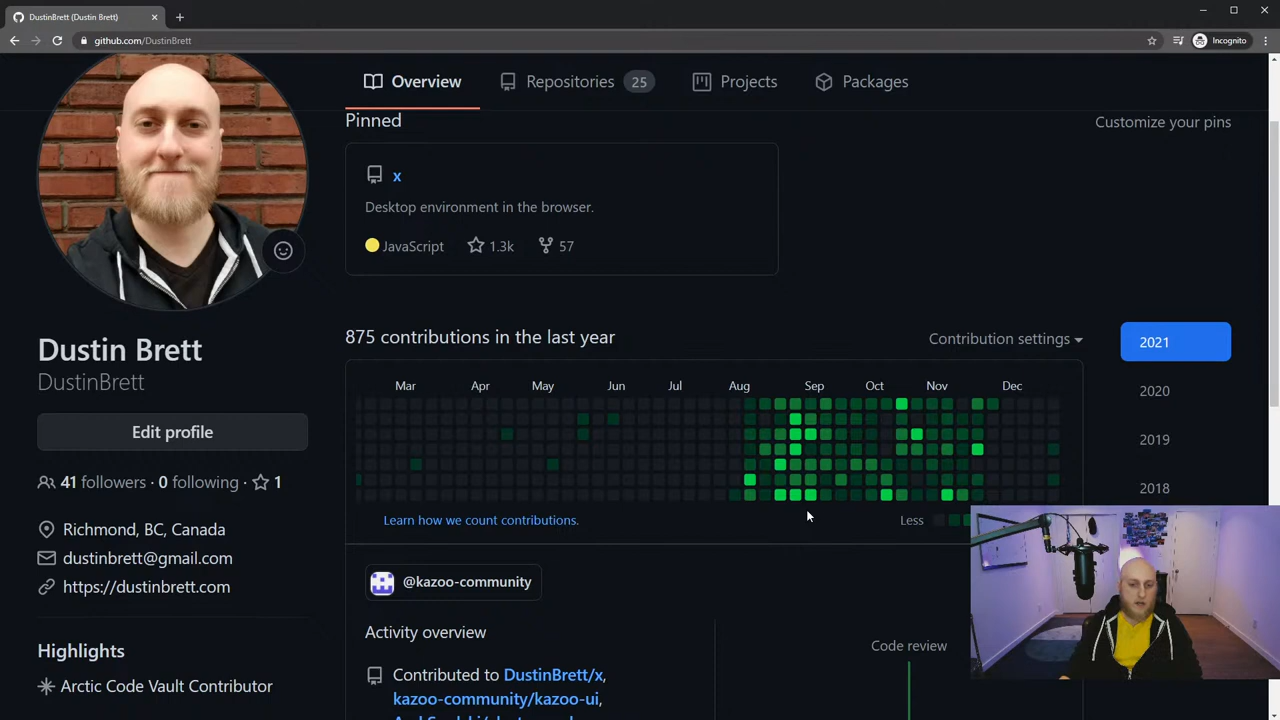 DustinBrett (Dustin Brett)
github.com/DustinBrett
Incognito
Overview
Repositories 25
Projects
Packages
Pinned
Customize your pins
x
Desktop environment in the browser.
JavaScript 1.3k 57
Dustin Brett
DustinBrett
Edit profile
41 followers · 0 following · 1
Richmond, BC, Canada
dustinbrett@gmail.com
https://dustinbrett.com
Highlights
Arctic Code Vault Contributor
875 contributions in the last year
Contribution settings
2021
2020
2019
2018
Mar Apr May Jun Jul Aug Sep Oct Nov Dec
Learn how we count contributions.
Less
@kazoo-community
Activity overview
Contributed to DustinBrett/x,
kazoo-community/kazoo-ui,
Code review